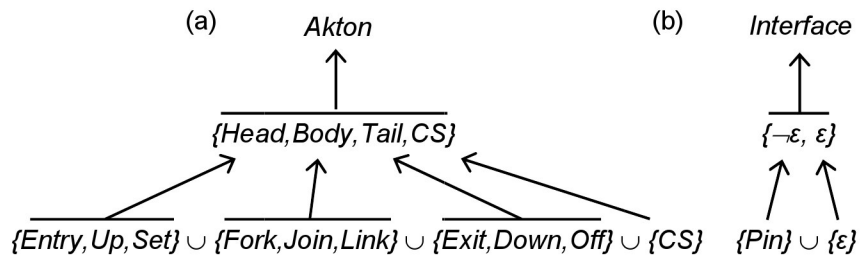 (a) Akton (b) Interface
{Head,Body,Tail,CS} {¬ε, ε}
{Entry,Up,Set} ∪ {Fork,Join,Link} ∪ {Exit,Down,Off} ∪ {CS} {Pin} ∪ {ε}